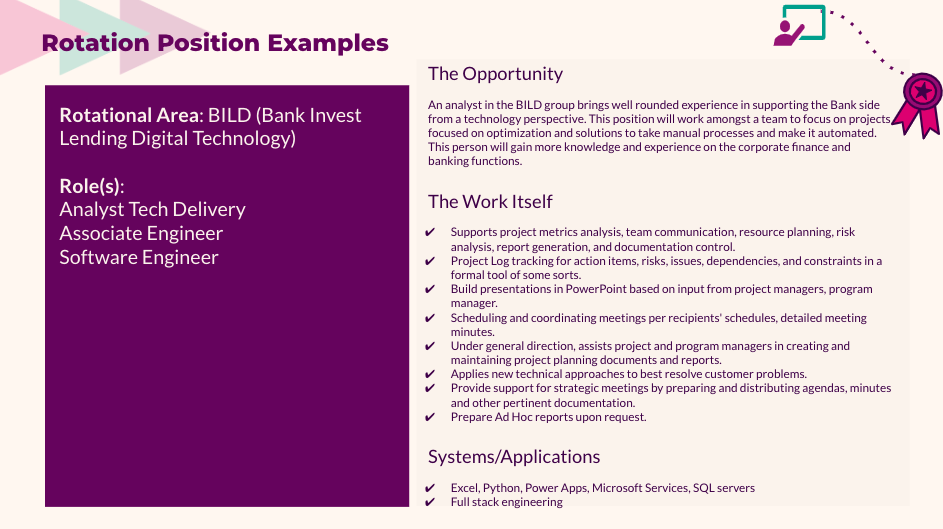 Rotation Position Examples
Rotational Area: BILD (Bank Invest
Lending Digital Technology)
Role(s):
Analyst Tech Delivery
Associate Engineer
Software Engineer
The Opportunity
An analyst in the BILD group brings well rounded experience in supporting the Bank side
from a technology perspective. This position will work amongst a team to focus on projects
focused on optimization and solutions to take manual processes and make it automated.
This person will gain more knowledge and experience on the corporate finance and
banking functions.
The Work Itself
✔ Supports project metrics analysis, team communication, resource planning, risk
analysis, report generation, and documentation control.
✔ Project Log tracking for action items, risks, issues, dependencies, and constraints in a
formal tool of some sorts.
✔ Build presentations in PowerPoint based on input from project managers, program
manager.
✔ Scheduling and coordinating meetings per recipients' schedules, detailed meeting
minutes.
✔ Under general direction, assists project and program managers in creating and
maintaining project planning documents and reports.
✔ Applies new technical approaches to best resolve customer problems.
✔ Provide support for strategic meetings by preparing and distributing agendas, minutes
and other pertinent documentation.
✔ Prepare Ad Hoc reports upon request.
Systems/Applications
✔ Excel, Python, Power Apps, Microsoft Services, SQL servers
✔ Full stack engineering